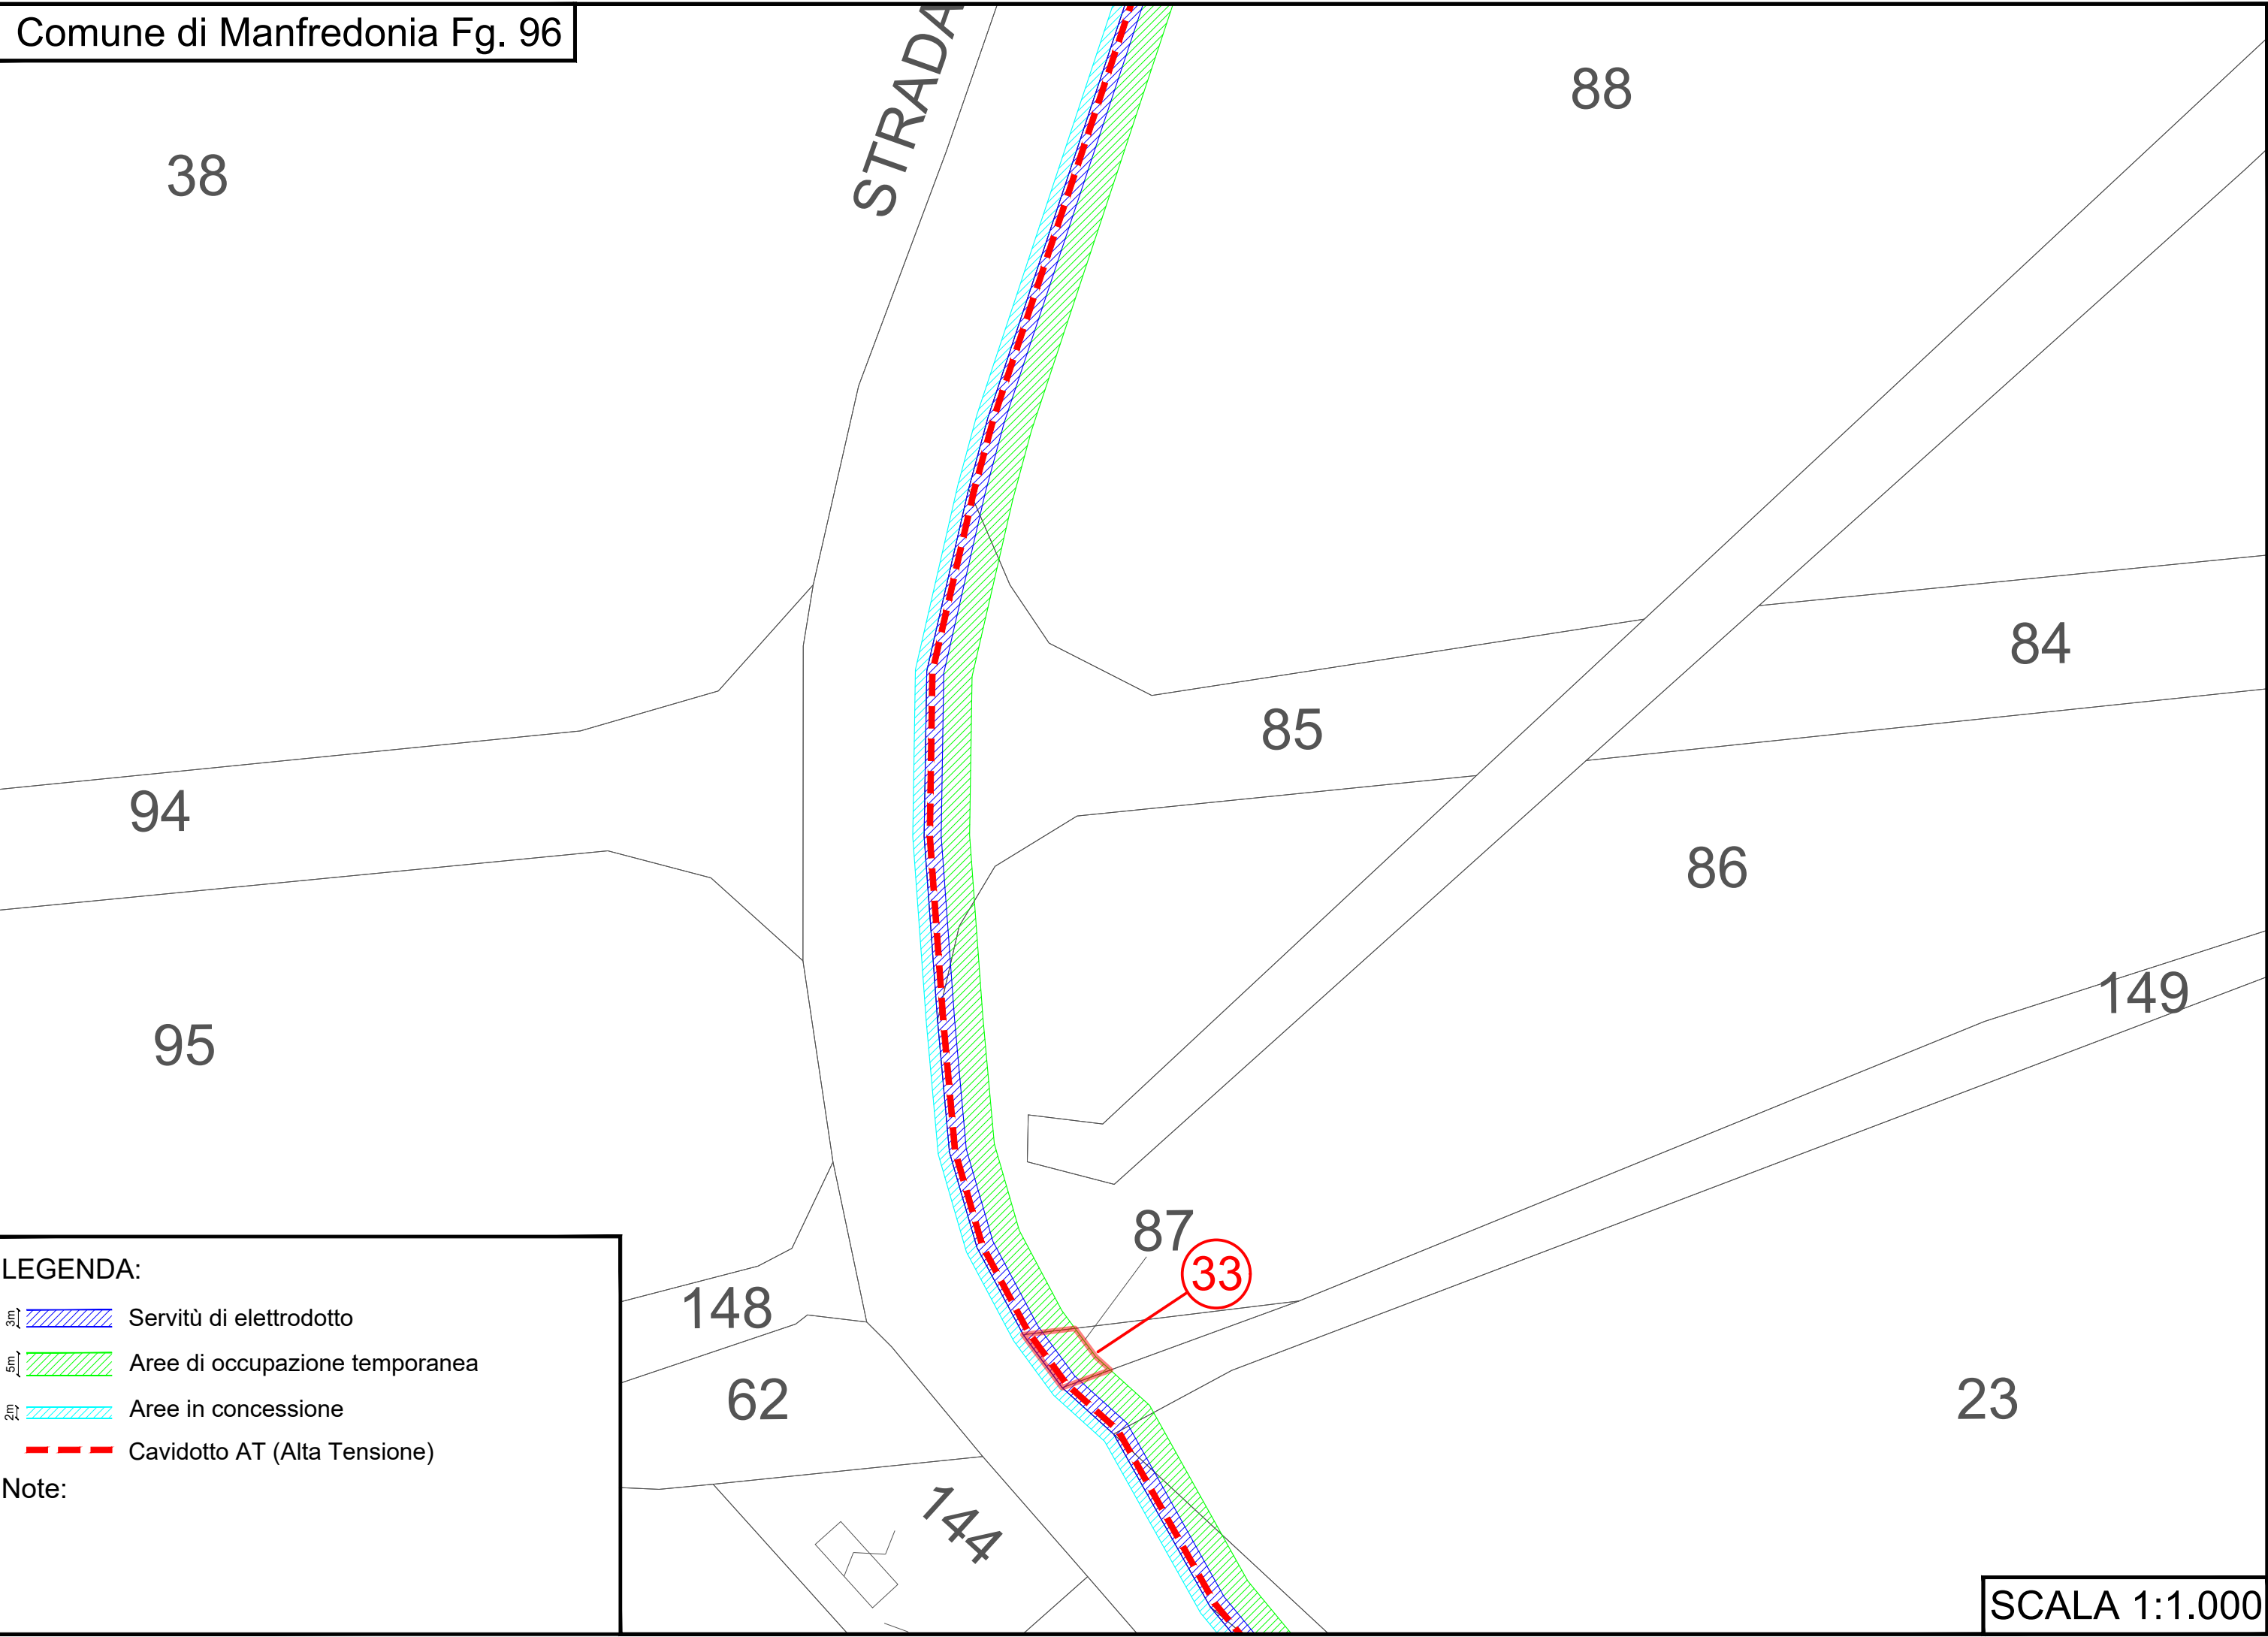 Comune di Manfredonia Fg. 96
STRADA
88
38
84
85
94
86
149
95
87
33
148
62
23
144
LEGENDA:
3m Servitù di elettrodotto
5m Aree di occupazione temporanea
2m Aree in concessione
Cavidotto AT (Alta Tensione)
Note:
SCALA 1:1.000